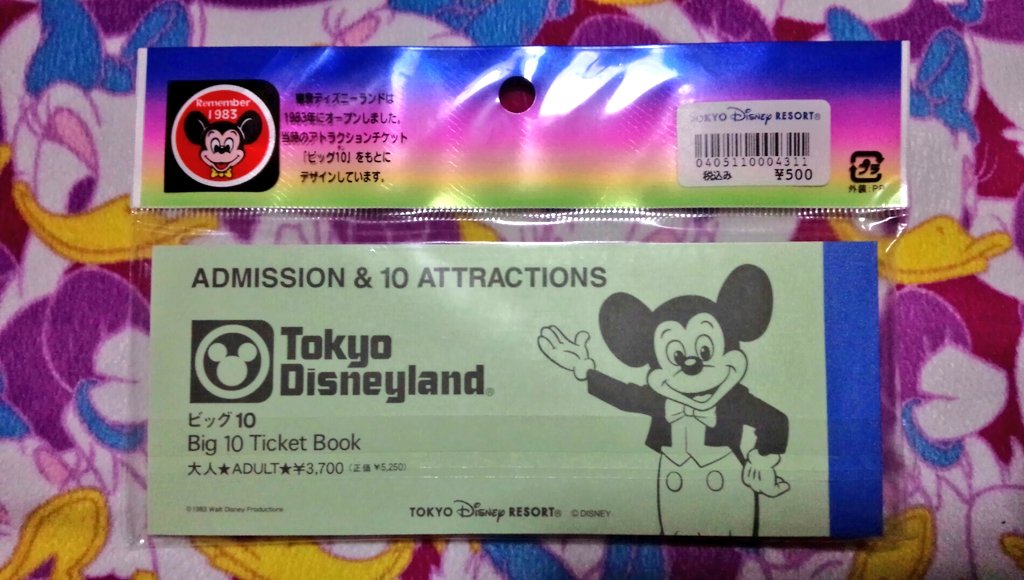 Remember
1983
東京ディズニーランドは
1983年にオープンしました。
当時のアトラクションチケット
「ビッグ10」をもとに
デザインしています。
TOKYO Disney RESORT®
0405110004311
税込み ¥500
プラ
外装:PP
ADMISSION & 10 ATTRACTIONS
Tokyo
Disneyland®
ビッグ10
Big 10 Ticket Book
大人★ADULT★¥3,700(正価 ¥5,250)
©1983 Walt Disney Productions
TOKYO Disney RESORT® ©DISNEY